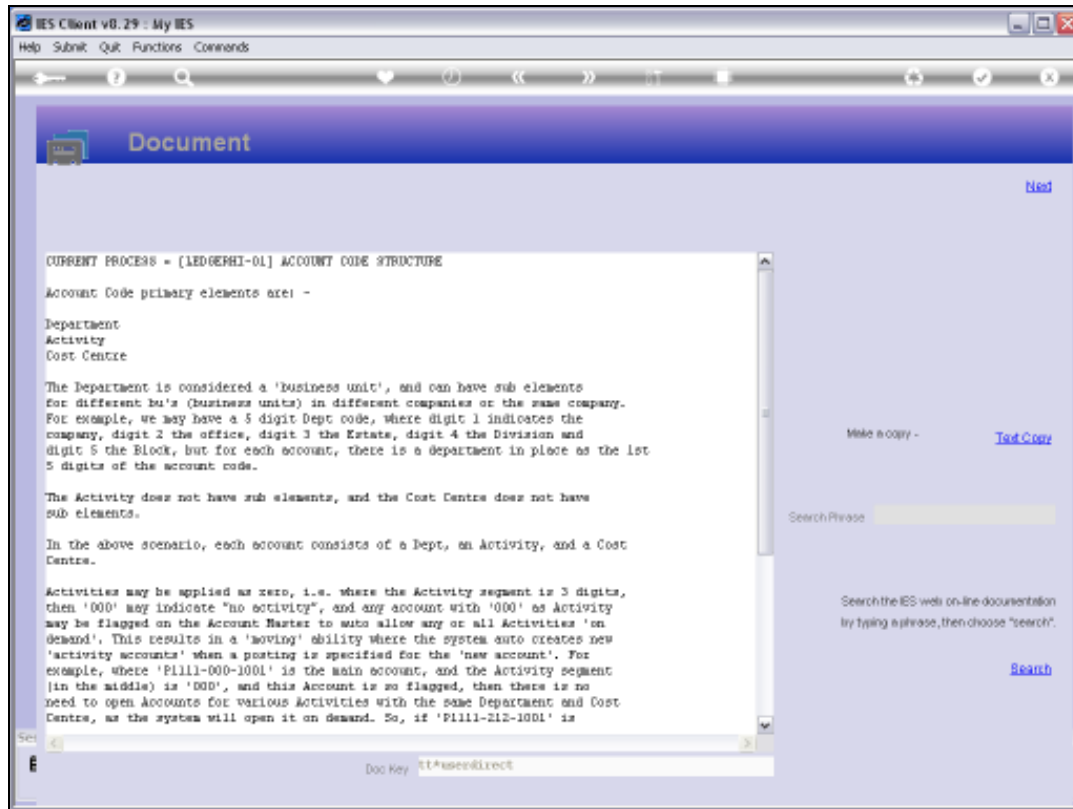 IES Client v8.29 : My IES
Help Submit Quit Functions Commands
Document
Next
CURRENT PROCESS = [LEDGERHI-01] ACCOUNT CODE STRUCTURE
Account Code primary elements are: -
Department
Activity
Cost Centre
The Department is considered a 'business unit', and can have sub elements
for different bu's (business units) in different companies or the same company.
For example, we may have a 5 digit Dept code, where digit 1 indicates the
company, digit 2 the office, digit 3 the Estate, digit 4 the Division and
digit 5 the Block, but for each account, there is a department in place as the 1st
5 digits of the account code.
The Activity does not have sub elements, and the Cost Centre does not have
sub elements.
In the above scenario, each account consists of a Dept, an Activity, and a Cost
Centre.
Activities may be applied as zero, i.e. where the Activity segment is 3 digits,
then '000' may indicate "no activity", and any account with '000' as Activity
may be flagged on the Account Master to auto allow any or all Activities 'on
demand'. This results in a 'moving' ability where the system auto creates new
'activity accounts' when a posting is specified for the 'new account'. For
example, where 'P1111-000-1001' is the main account, and the Activity segment
(in the middle) is '000', and this Account is so flagged, then there is no
need to open Accounts for various Activities with the same Department and Cost
Centre, as the system will open it on demand. So, if 'P1111-212-1001' is
Make a copy -
Text Copy
Search Phrase
Search the IES web on-line documentation
by typing a phrase, then choose "search".
Search
Doc Key tt*userdirect